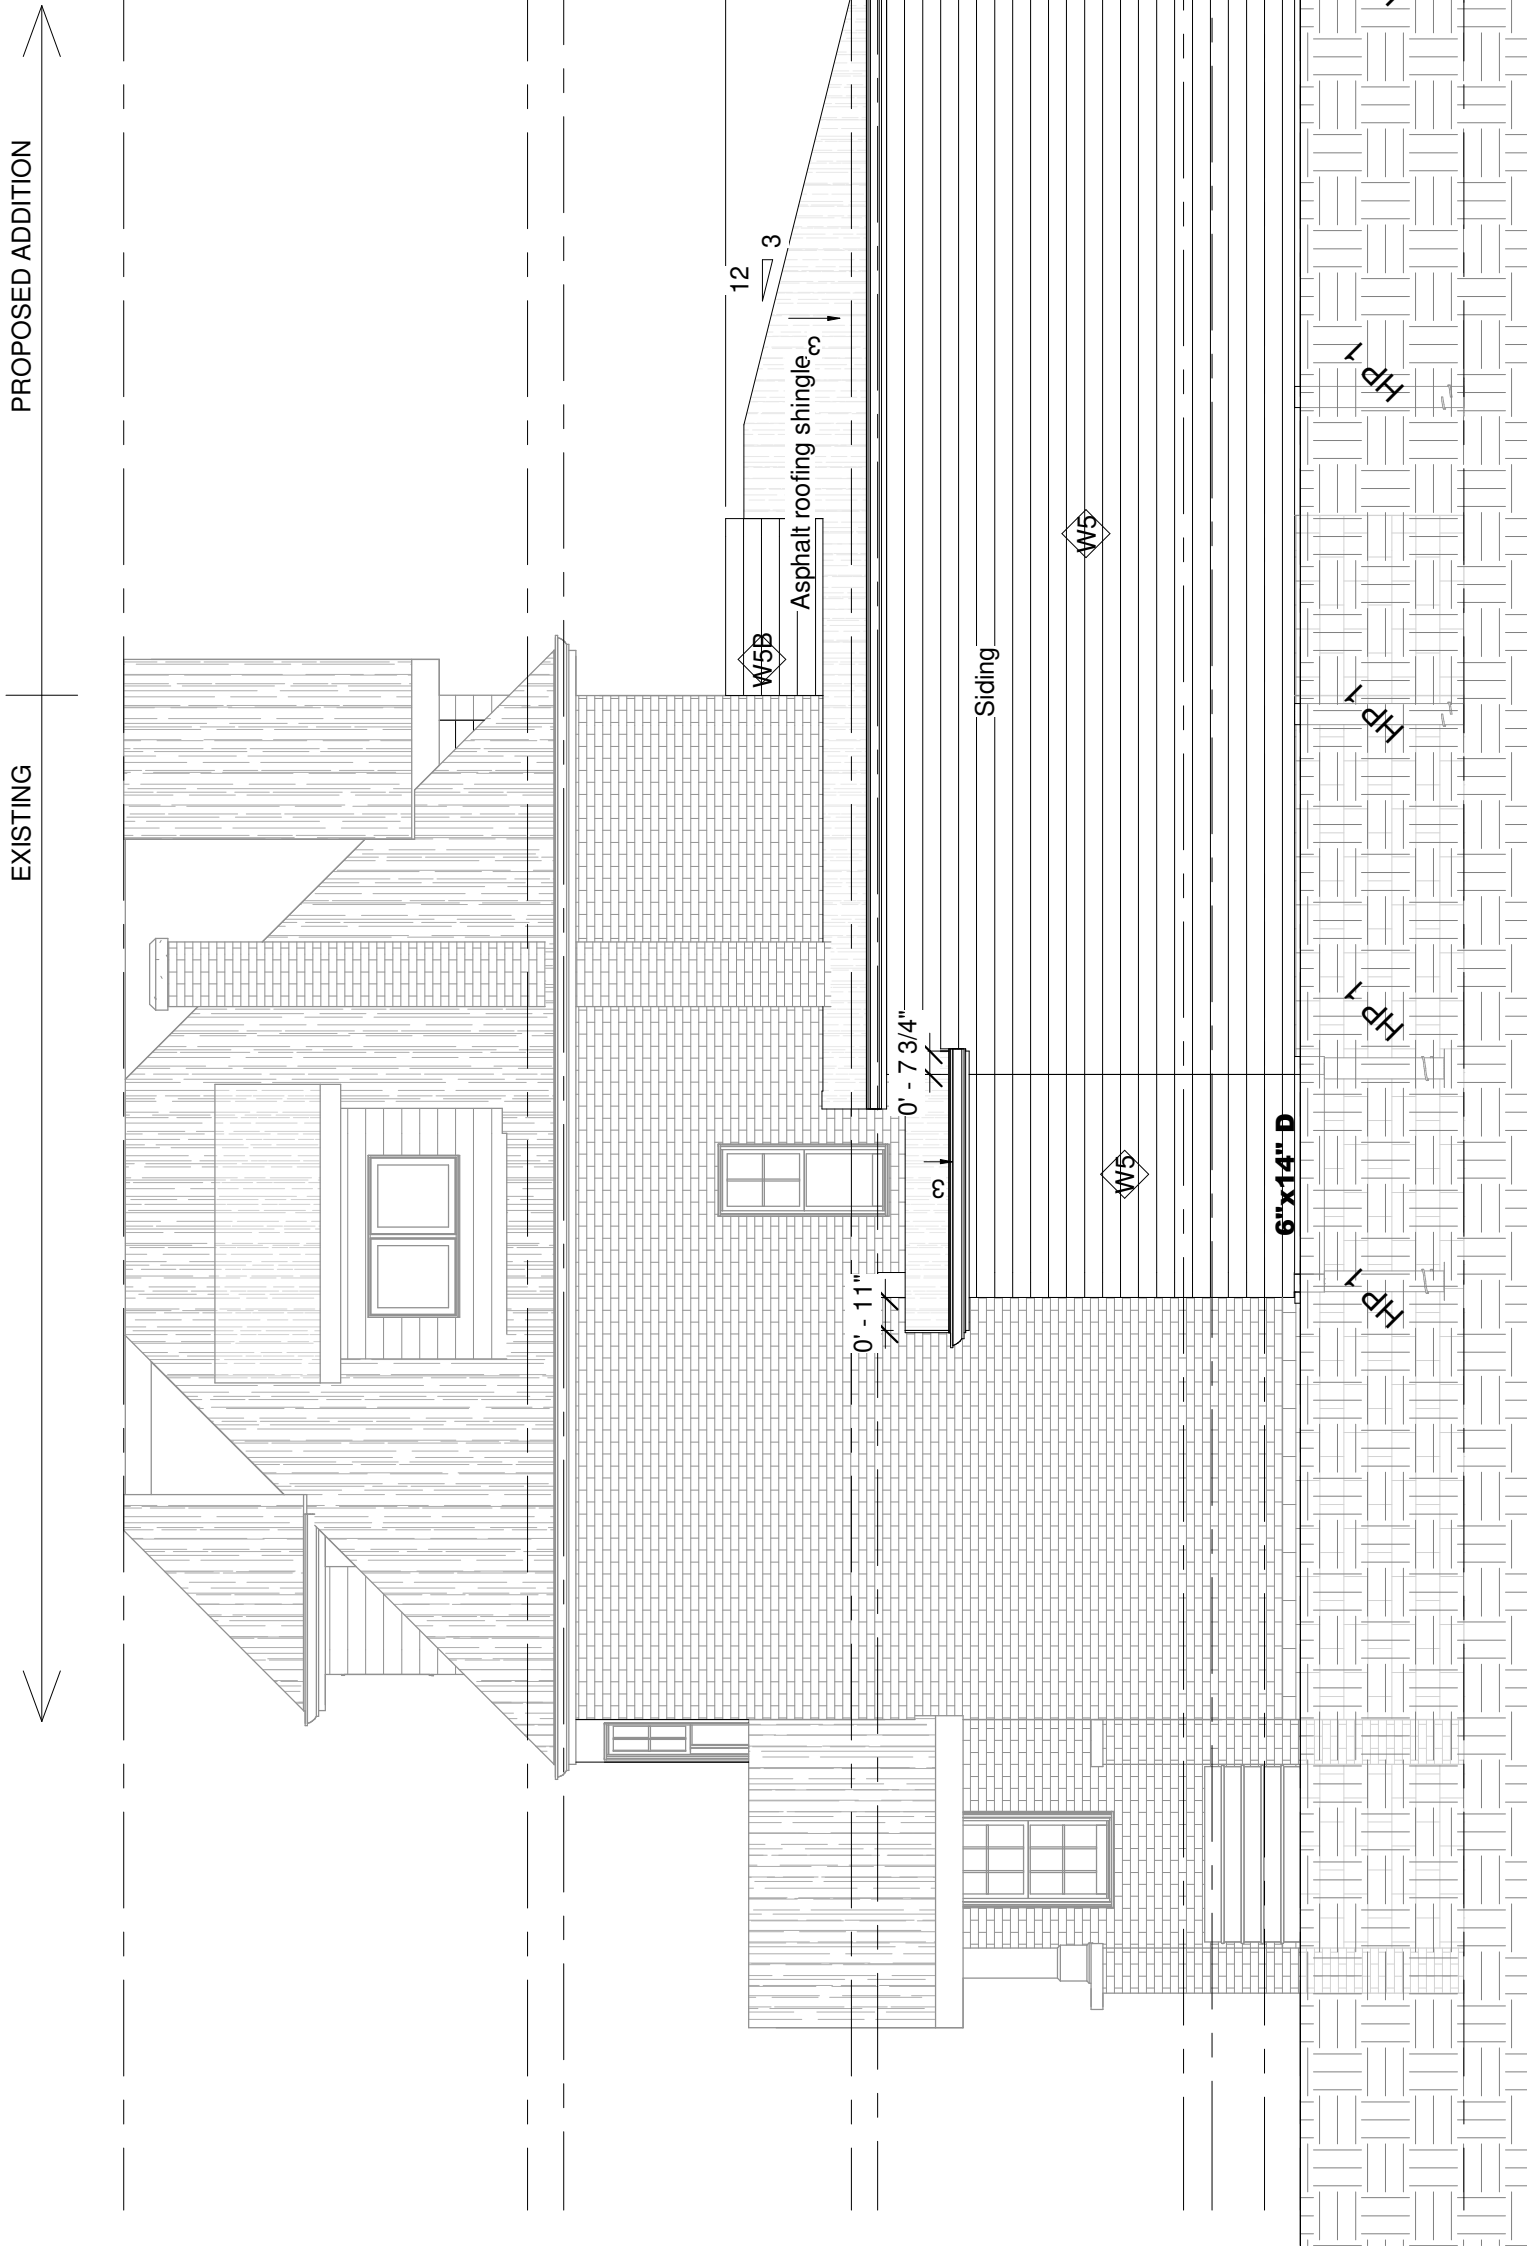 EXISTING
PROPOSED ADDITION
12
3
W5B
Asphalt roofing shingle
3
0' - 11"
0' - 7 3/4"
3
Siding
W5
W5
6"x14" D
HP
1
HP
1
HP
1
HP
1